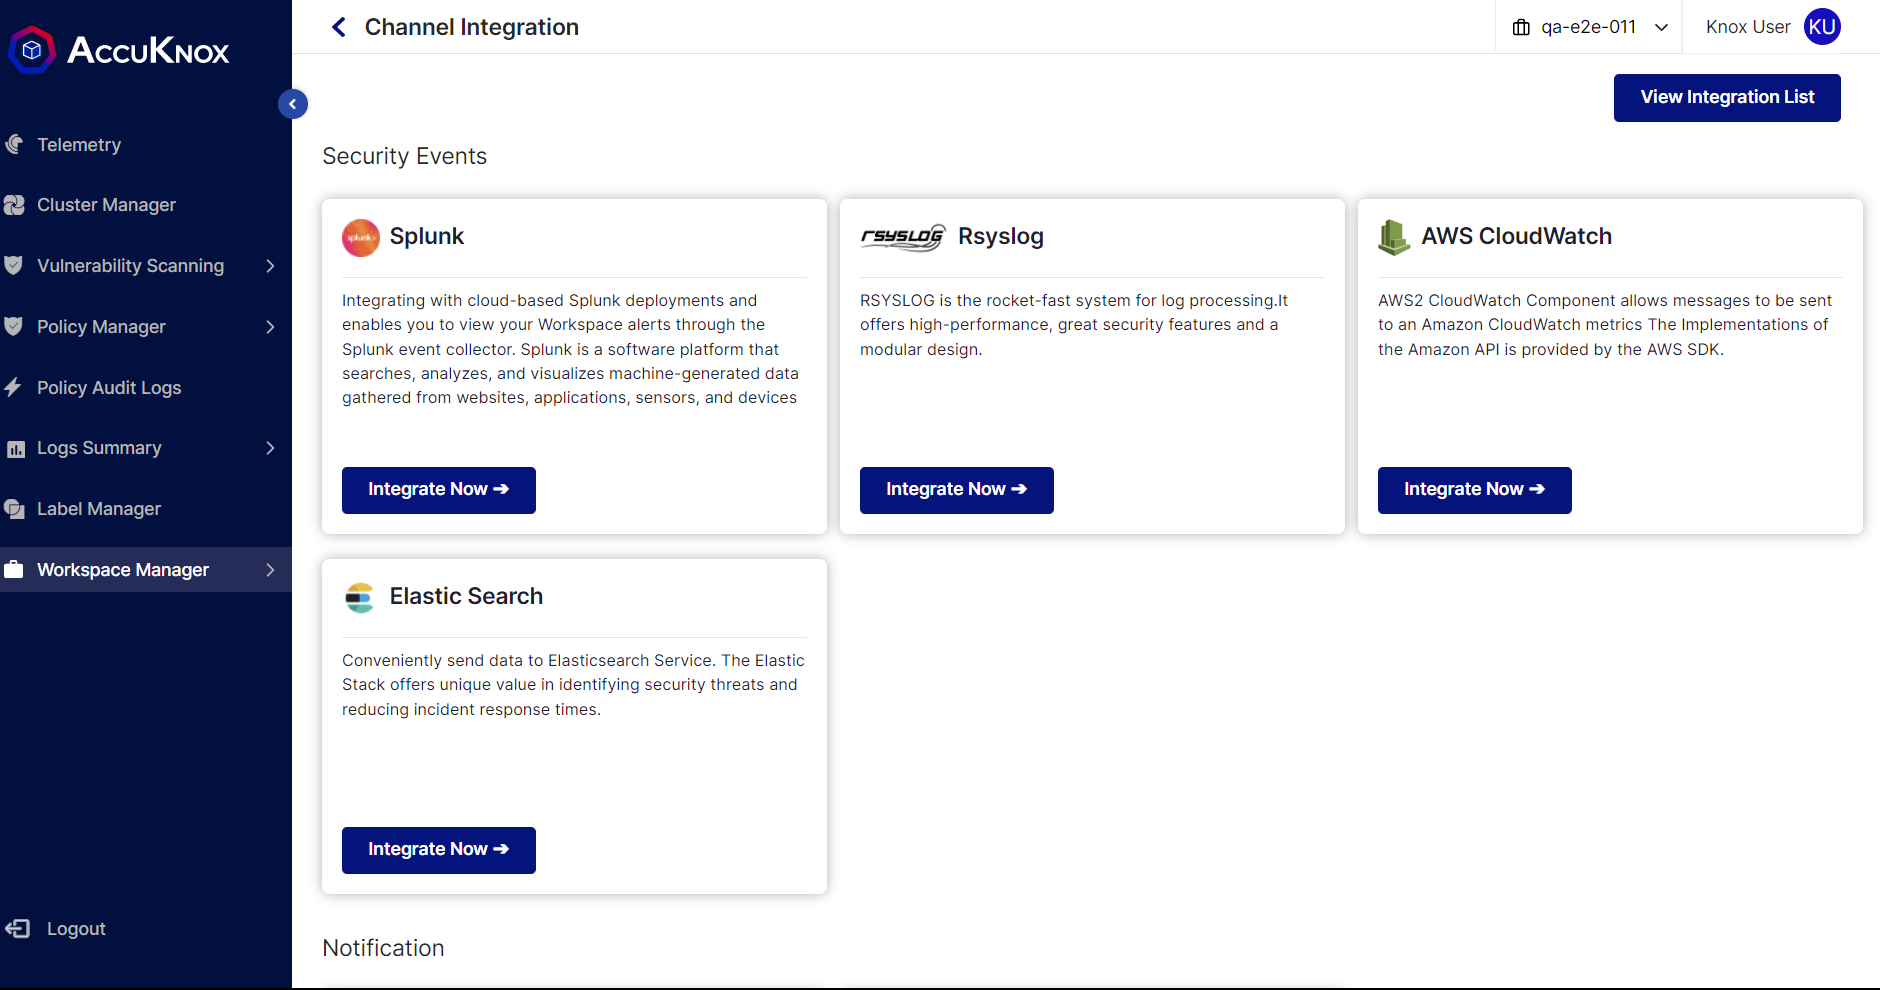 ACCUKNOX
Telemetry
Cluster Manager
Vulnerability Scanning
Policy Manager
Policy Audit Logs
Logs Summary
Label Manager
Workspace Manager
Logout
Channel Integration
qa-e2e-011
Knox User
KU
View Integration List
Security Events
splunk>
Splunk
Integrating with cloud-based Splunk deployments and
enables you to view your Workspace alerts through the
Splunk event collector. Splunk is a software platform that
searches, analyzes, and visualizes machine-generated data
gathered from websites, applications, sensors, and devices
Integrate Now ➔
RSYSLOG
Rsyslog
RSYSLOG is the rocket-fast system for log processing.It
offers high-performance, great security features and a
modular design.
Integrate Now ➔
AWS CloudWatch
AWS2 CloudWatch Component allows messages to be sent
to an Amazon CloudWatch metrics The Implementations of
the Amazon API is provided by the AWS SDK.
Integrate Now ➔
Elastic Search
Conveniently send data to Elasticsearch Service. The Elastic
Stack offers unique value in identifying security threats and
reducing incident response times.
Integrate Now ➔
Notification